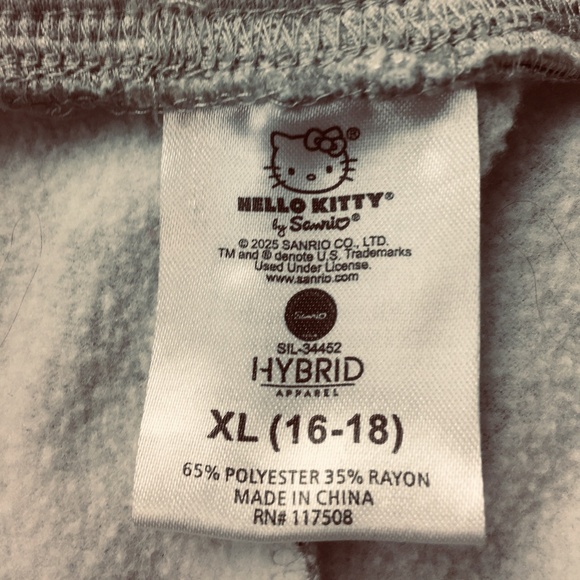 ®
HELLO KITTY®
by Sanrio®
© 2025 SANRIO CO., LTD.
TM and ® denote U.S. Trademarks
Used Under License.
www.sanrio.com
Sanrio
SIL-34452
HYBRID
APPAREL
XL (16-18)
65% POLYESTER 35% RAYON
MADE IN CHINA
RN# 117508